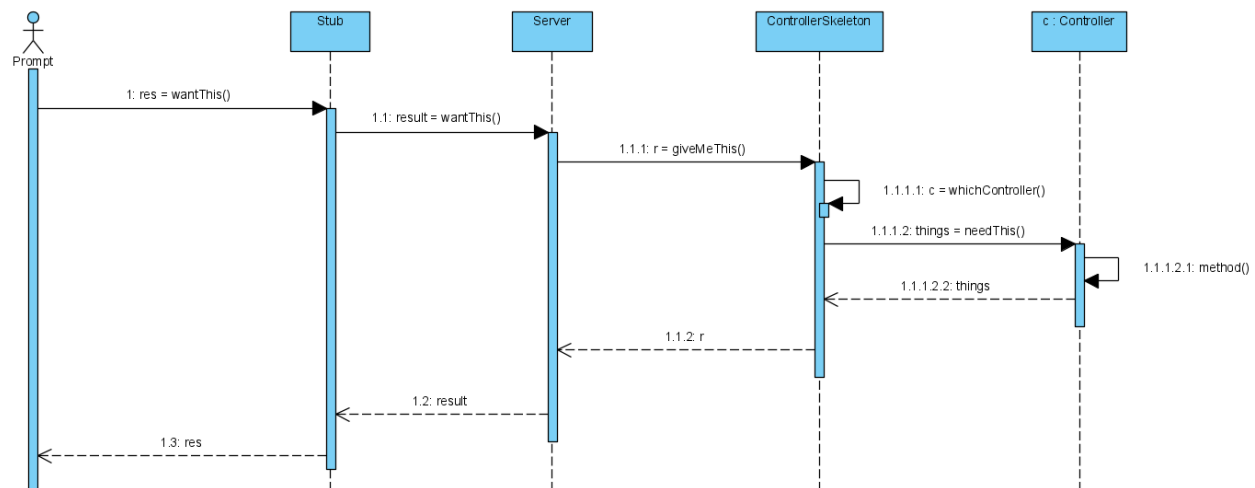 Stub
Server
ControllerSkeleton
c : Controller
Prompt
1: res = wantThis()
1.1: result = wantThis()
1.1.1: r = giveMeThis()
1.1.1.1: c = whichController()
1.1.1.2: things = needThis()
1.1.1.2.1: method()
1.1.1.2.2: things
1.1.2: r
1.2: result
1.3: res